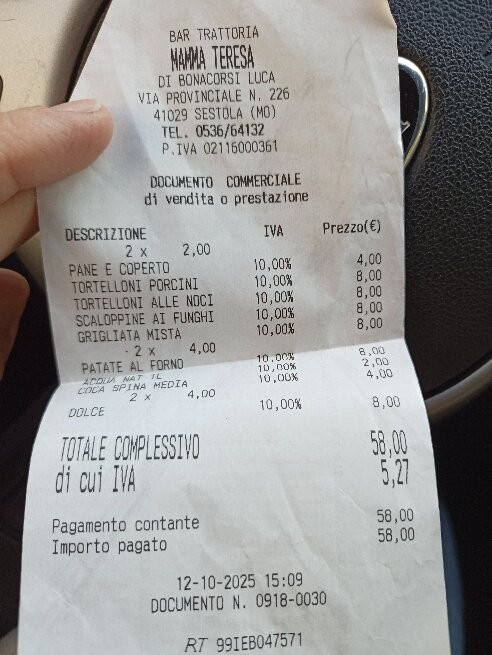 BAR TRATTORIA
MAMMA TERESA
DI BONACORSI LUCA
VIA PROVINCIALE N. 226
41029 SESTOLA (MO)
TEL. 0536/64132
P.IVA 02116000361
DOCUMENTO COMMERCIALE
di vendita o prestazione
DESCRIZIONE IVA Prezzo(€)
2 x 2,00
PANE E COPERTO 10,00% 4,00
TORTELLONI PORCINI 10,00% 8,00
TORTELLONI ALLE NOCI 10,00% 8,00
SCALOPPINE AI FUNGHI 10,00% 8,00
GRIGLIATA MISTA 10,00% 8,00
2 x 4,00
PATATE AL FORNO 10,00% 8,00
ACQUA NAT 1L 10,00% 2,00
COCA SPINA MEDIA 10,00% 4,00
2 x 4,00
DOLCE 10,00% 8,00
TOTALE COMPLESSIVO 58,00
di cui IVA 5,27
Pagamento contante 58,00
Importo pagato 58,00
12-10-2025 15:09
DOCUMENTO N. 0918-0030
RT 99IEB047571